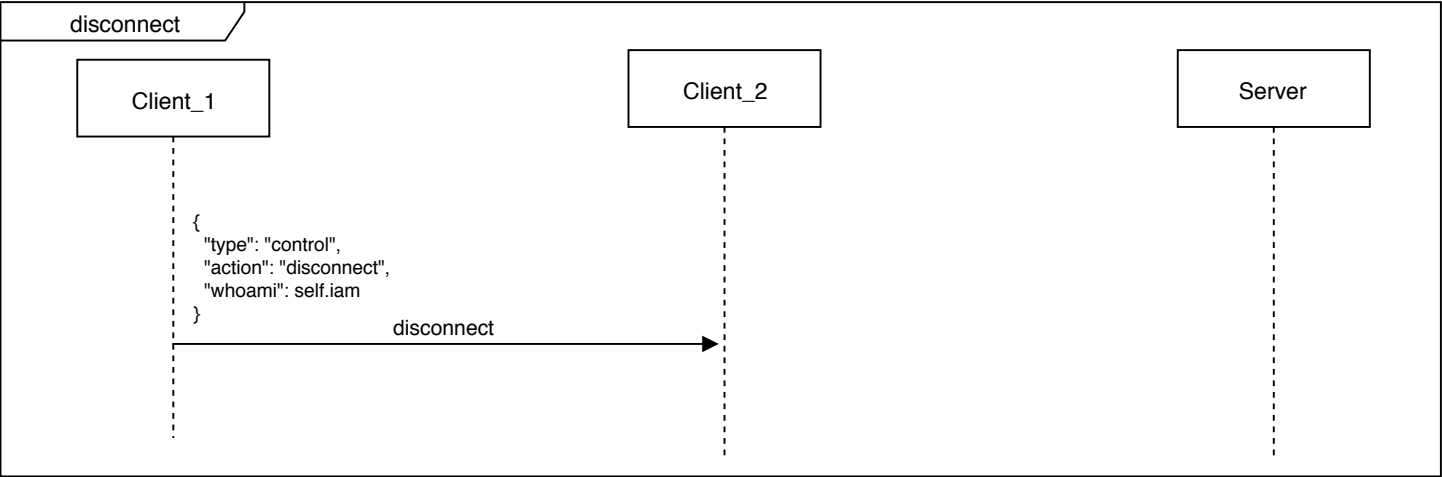 disconnect
Client_1
Client_2
Server
{
"type": "control",
"action": "disconnect",
"whoami": self.iam
}
disconnect